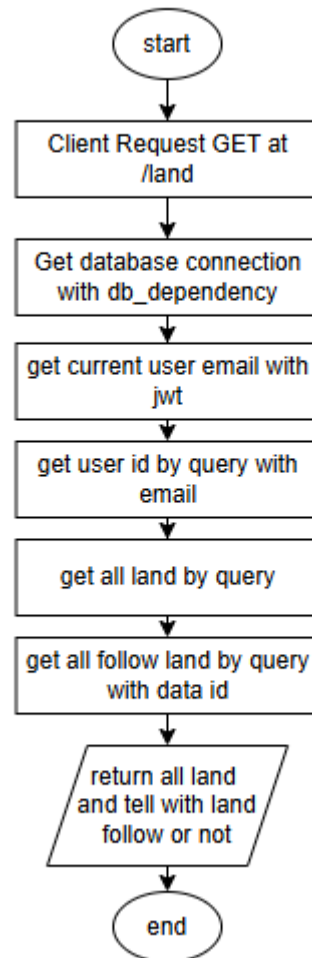 start
Client Request GET at
/land
Get database connection
with db_dependency
get current user email with
jwt
get user id by query with
email
get all land by query
get all follow land by query
with data id
return all land
and tell with land
follow or not
end